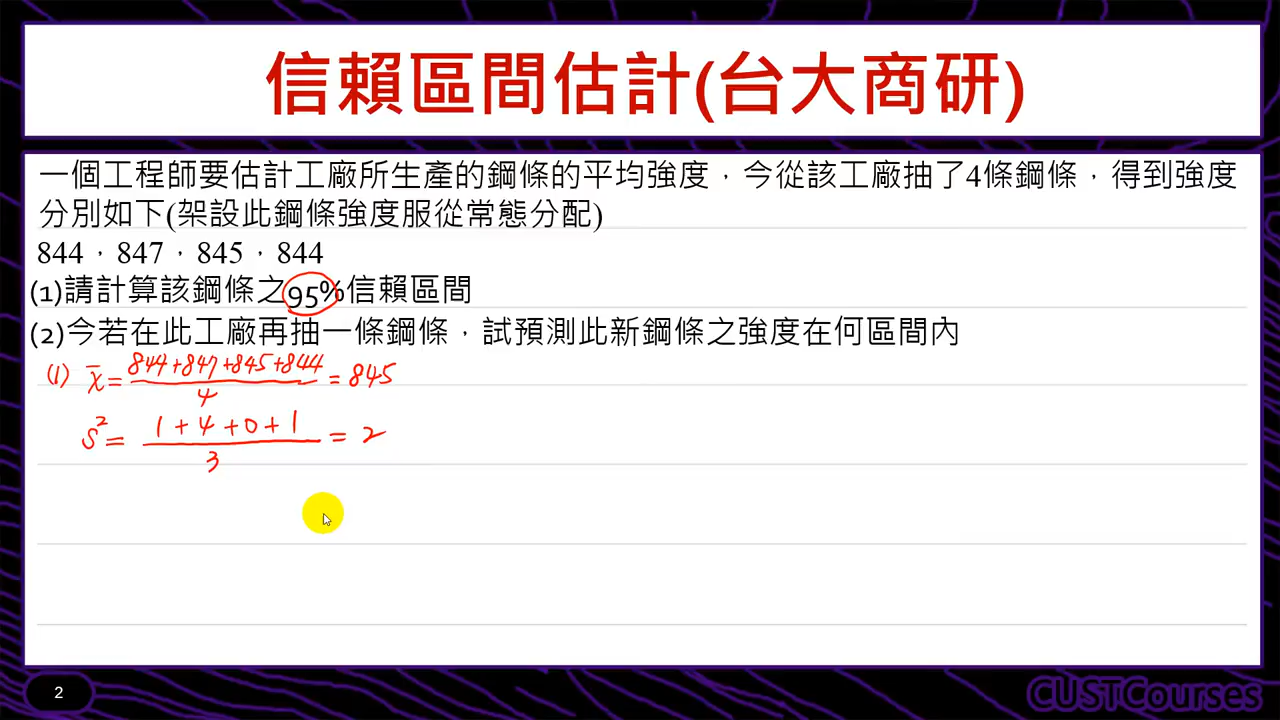 信賴區間估計(台大商研)
一個工程師要估計工廠所生產的鋼條的平均強度，今從該工廠抽了4條鋼條，得到強度
分別如下(架設此鋼條強度服從常態分配)
844，847，845，844
(1)請計算該鋼條之95%信賴區間
(2)今若在此工廠再抽一條鋼條，試預測此新鋼條之強度在何區間內
(1) x̄ = (844+847+845+844)/4 = 845
S² = (1+4+0+1)/3 = 2
2
CUSTCourses